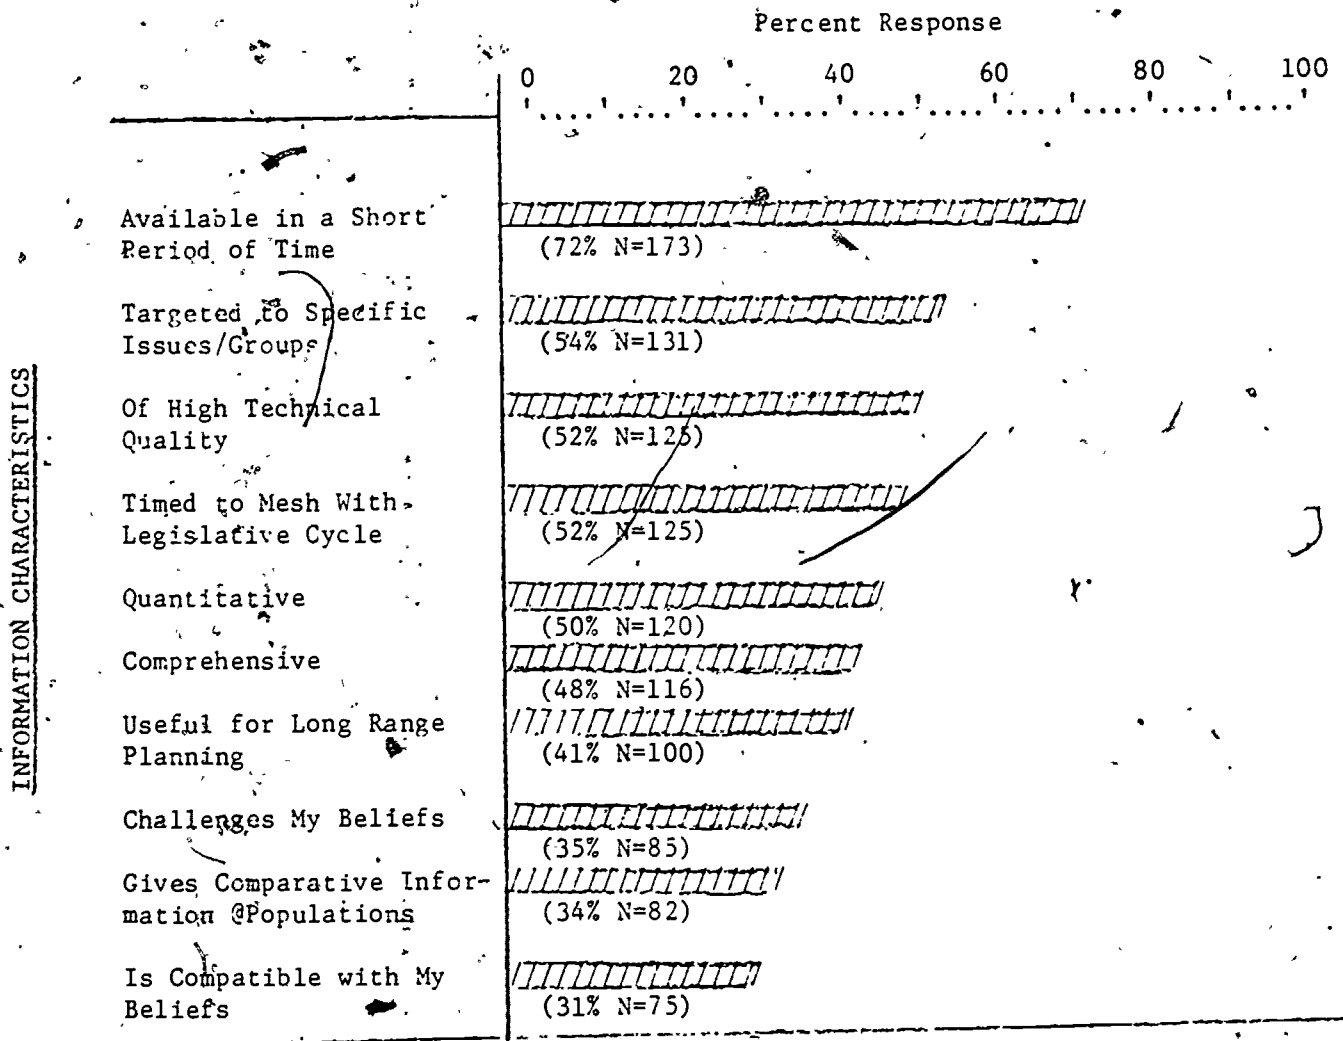 Percent Response
0 20 40 60 80 100
INFORMATION CHARACTERISTICS
Available in a Short
Period of Time
(72% N=173)
Targeted to Specific
Issues/Groups
(54% N=131)
Of High Technical
Quality
(52% N=125)
Timed to Mesh With
Legislative Cycle
(52% N=125)
Quantitative
(50% N=120)
Comprehensive
(48% N=116)
Useful for Long Range
Planning
(41% N=100)
Challenges My Beliefs
(35% N=85)
Gives Comparative Infor-
mation @Populations
(34% N=82)
Is Compatible with My
Beliefs
(31% N=75)